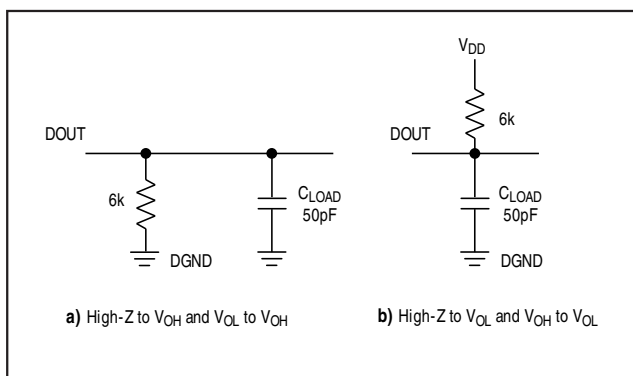 DOUT
6k
C_LOAD
50pF
DGND
a) High-Z to V_OH and V_OL to V_OH
V_DD
6k
DOUT
C_LOAD
50pF
DGND
b) High-Z to V_OL and V_OH to V_OL